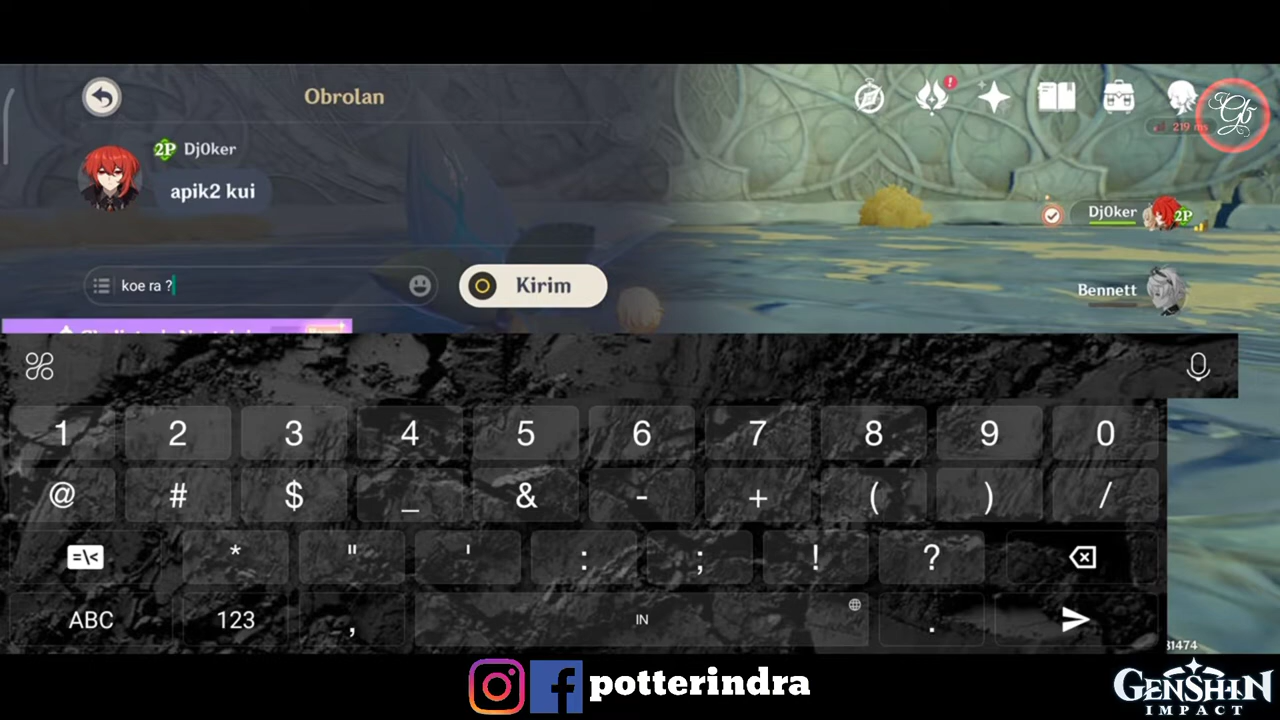 Obrolan
2P Dj0ker
apik2 kui
koe ra ?
Kirim
219 ms
Gb
Dj0ker 2P
Bennett
1 2 3 4 5 6 7 8 9 0
@ # $ _ & - + ( ) /
=\< * " ' : ; ! ?
ABC 123 , IN .
31474
potterindra
GENSHIN
IMPACT